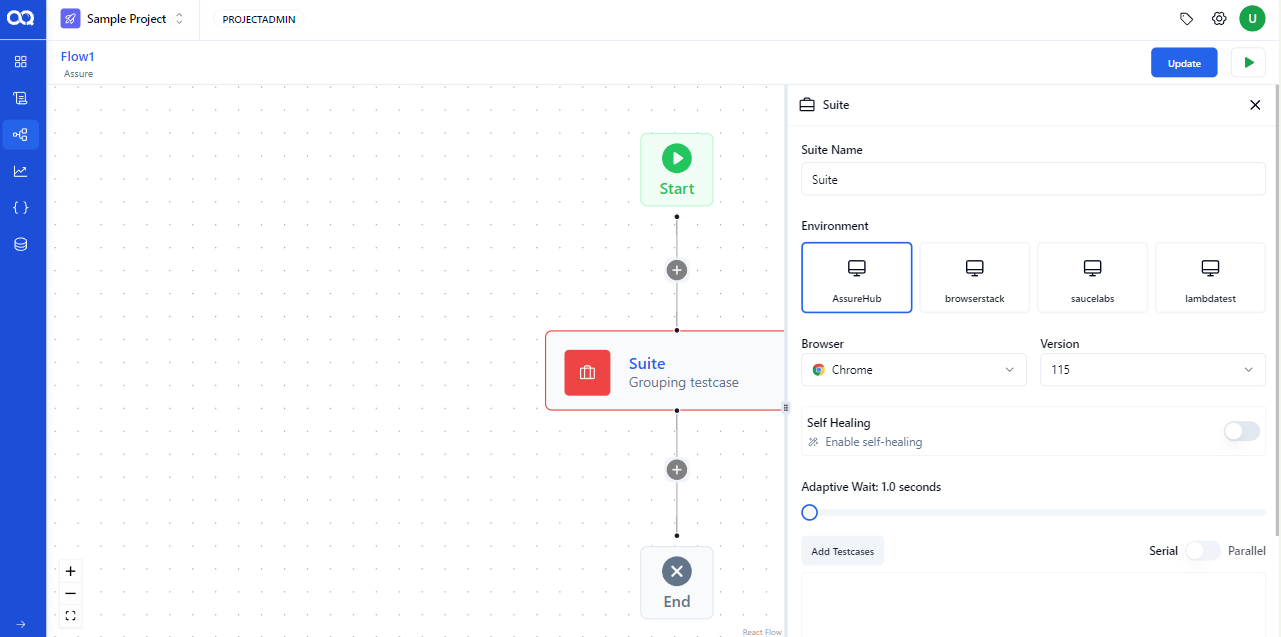 Sample Project
PROJECTADMIN
U
Flow1
Assure
Update
Start
Suite
Grouping testcase
End
React Flow
Suite
Suite Name
Suite
Environment
AssureHub
browserstack
saucelabs
lambdatest
Browser
Version
Chrome
115
Self Healing
Enable self-healing
Adaptive Wait: 1.0 seconds
Add Testcases
Serial
Parallel